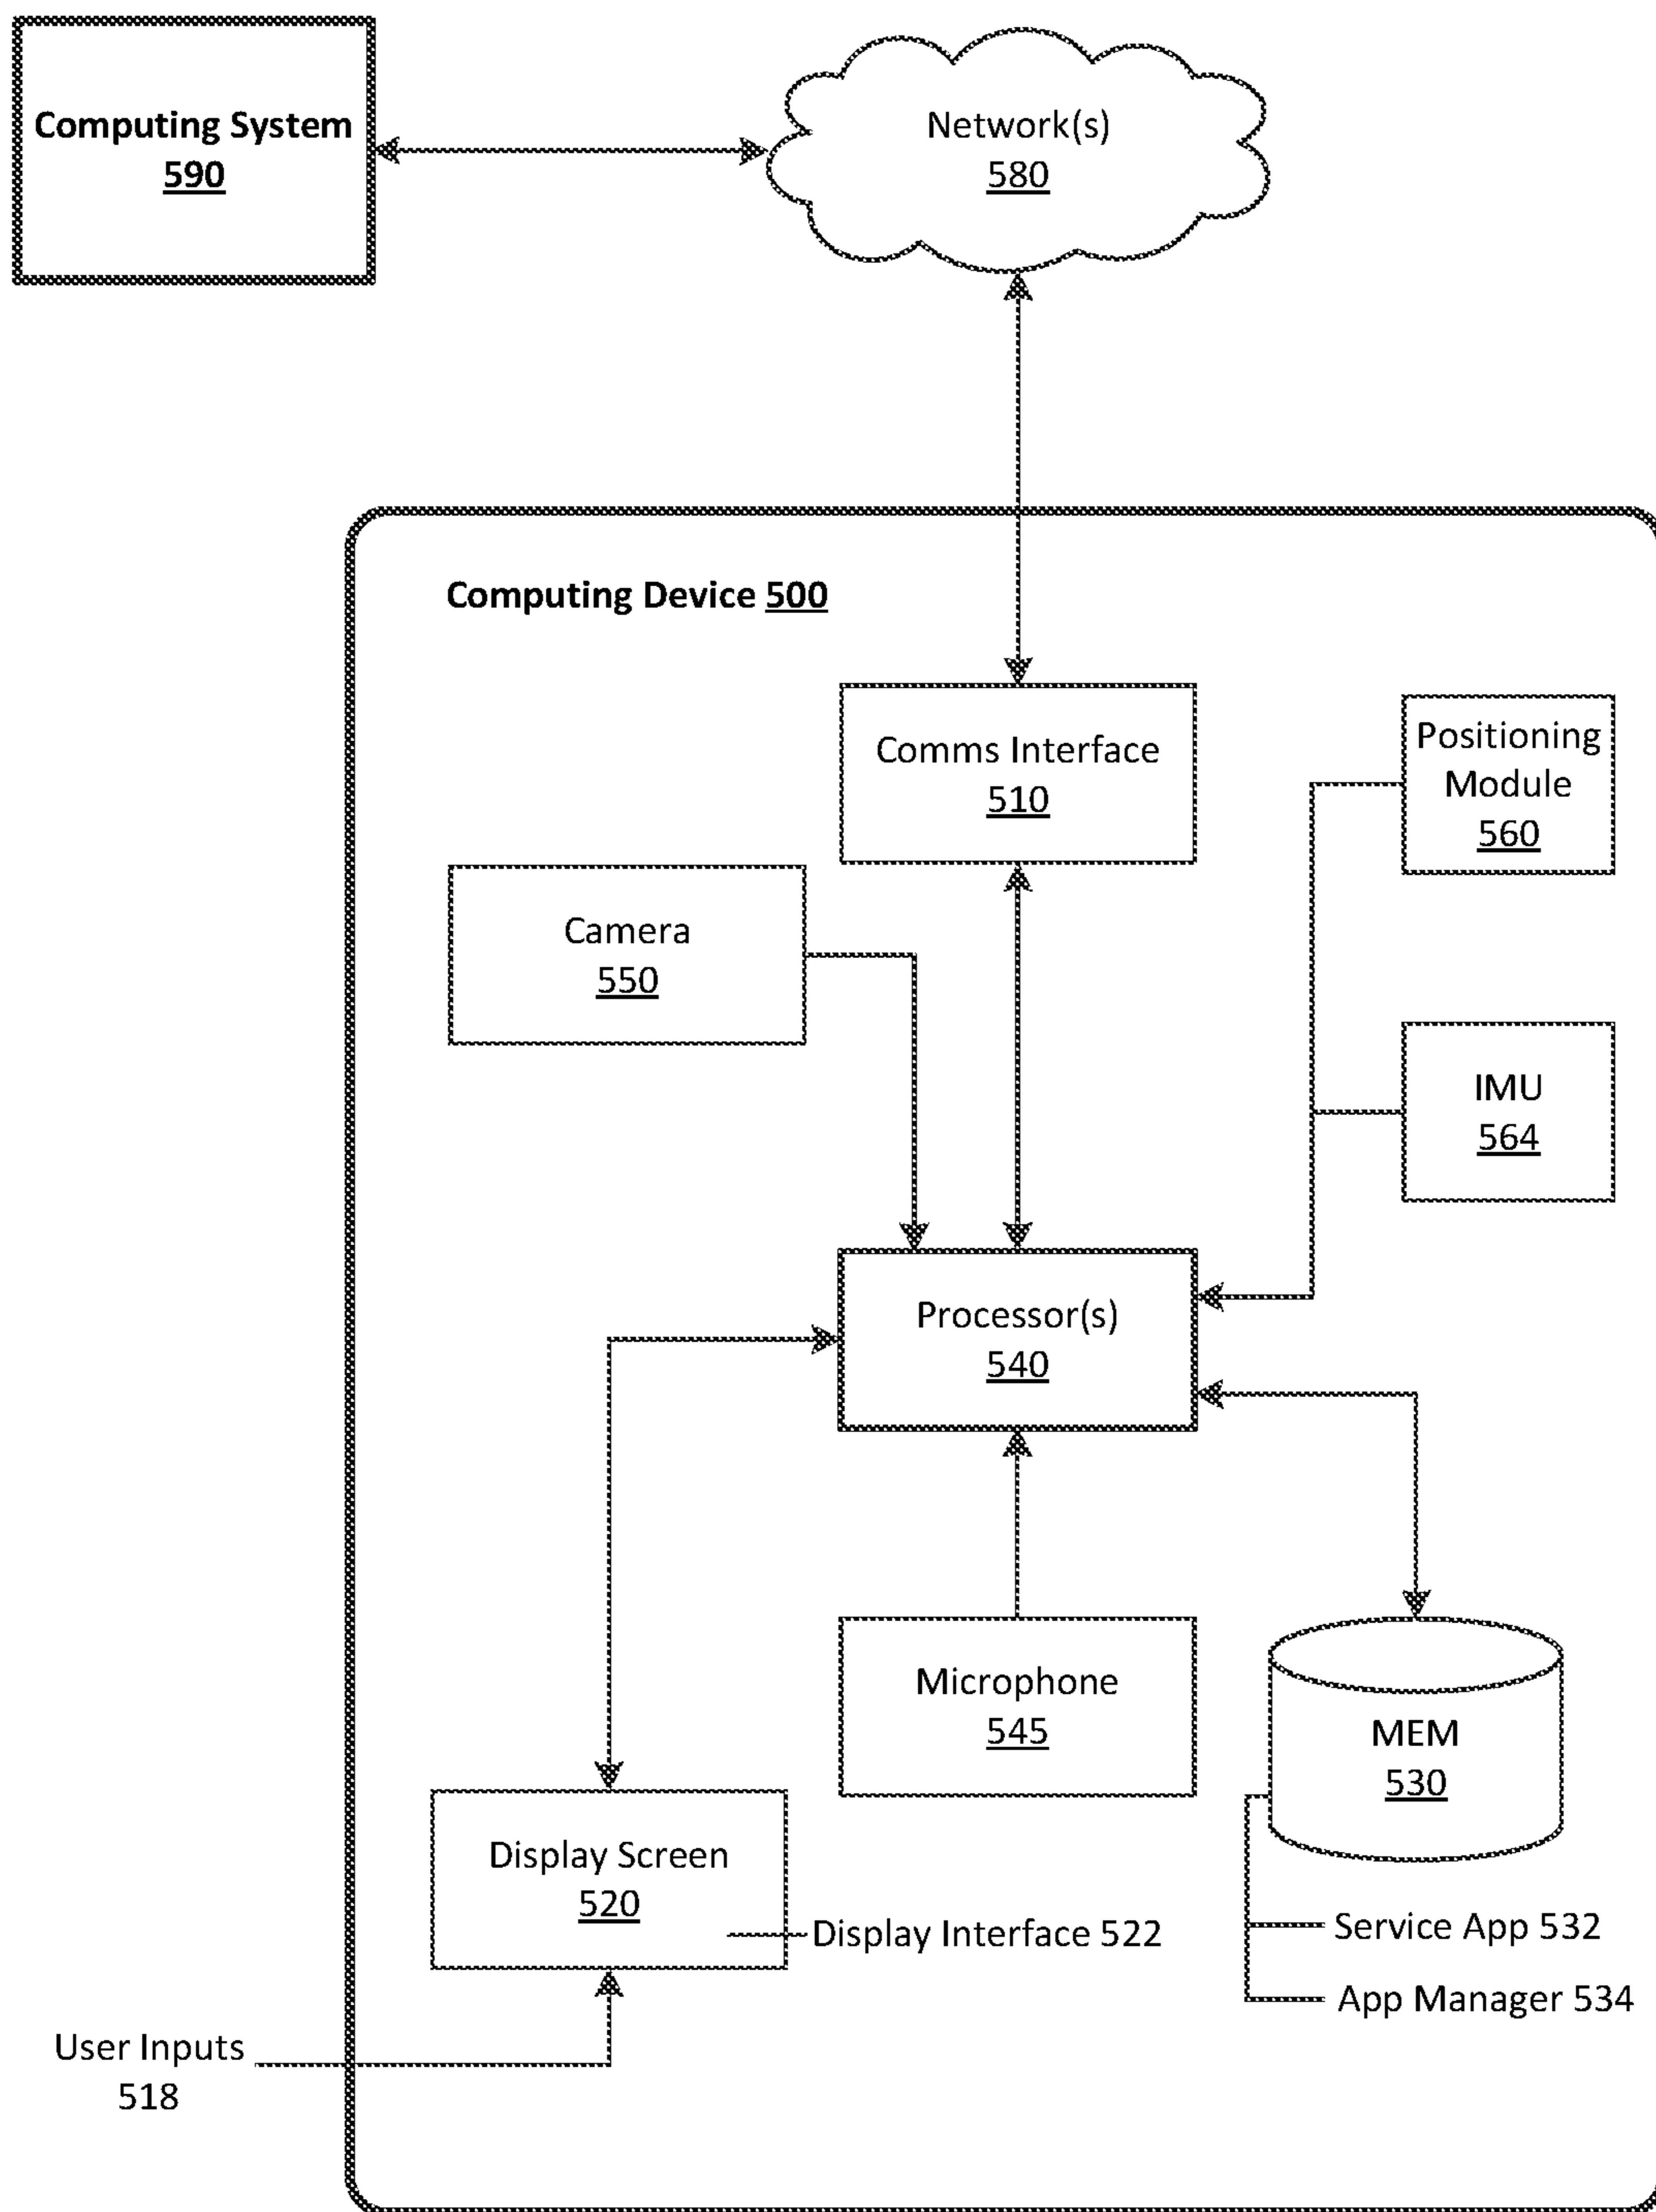 Computing System
590
Network(s)
580
Computing Device 500
Comms Interface
510
Positioning
Module
560
Camera
550
IMU
564
Processor(s)
540
Microphone
545
MEM
530
Display Screen
520
Display Interface 522
Service App 532
App Manager 534
User Inputs
518